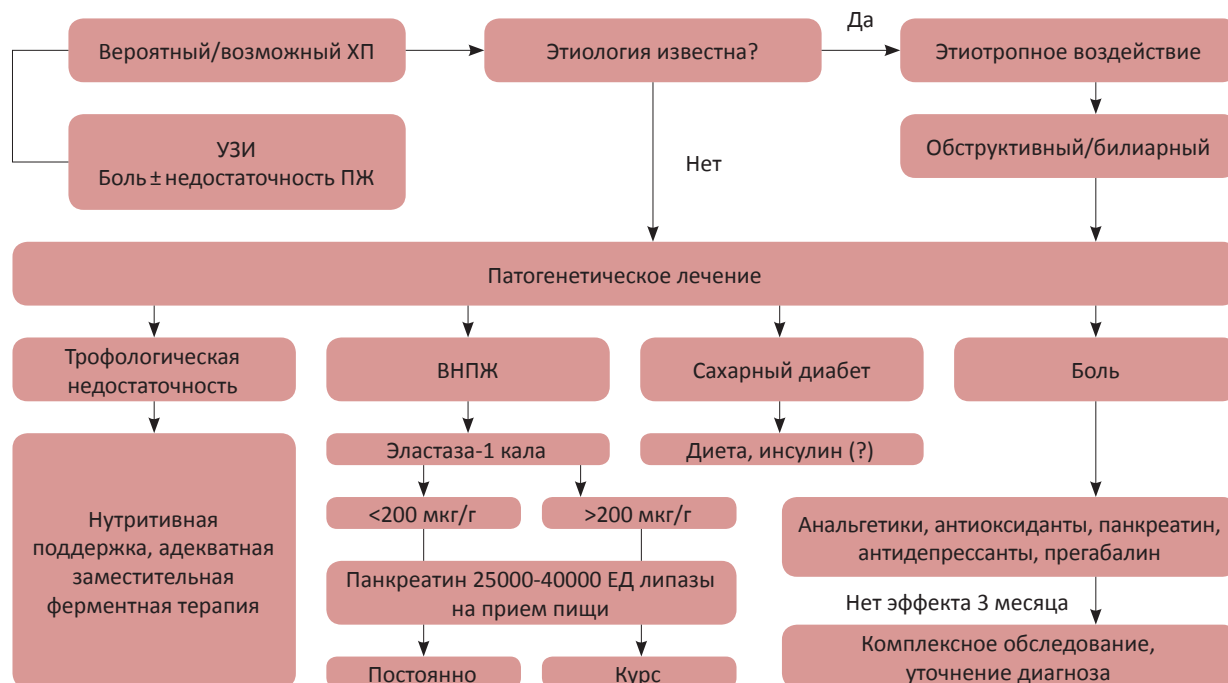 Вероятный/возможный ХП
Этиология известна?
Да
Этиотропное воздействие
УЗИ
Боль ± недостаточность ПЖ
Нет
Обструктивный/билиарный
Патогенетическое лечение
Трофологическая
недостаточность
ВНПЖ
Сахарный диабет
Боль
Эластаза-1 кала
Диета, инсулин (?)
<200 мкг/г
>200 мкг/г
Нутритивная
поддержка, адекватная
заместительная
ферментная терапия
Анальгетики, антиоксиданты, панкреатин,
антидепрессанты, прегабалин
Панкреатин 25000-40000 ЕД липазы
на прием пищи
Нет эффекта 3 месяца
Постоянно
Курс
Комплексное обследование,
уточнение диагноза